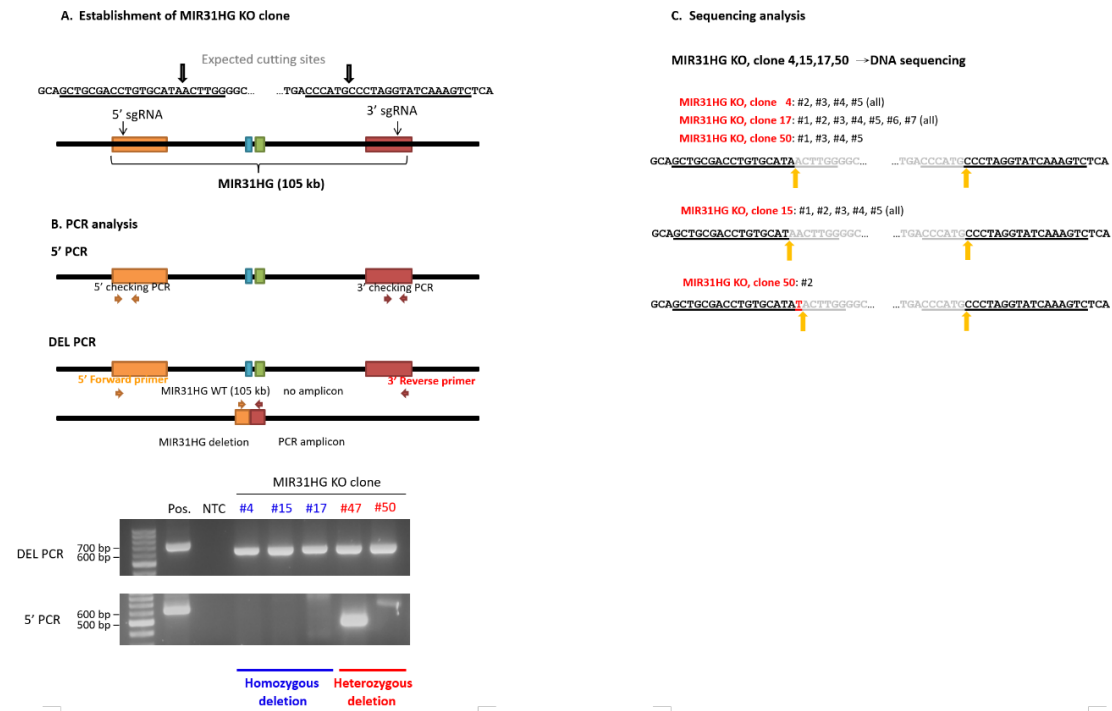 A. Establishment of MIR31HG KO clone
Expected cutting sites
GCAGCTGCGACCTGTGCATAACTTGGGGC... ...TGACCCATGCCCTAGGTATCAAAGTCTCA
5' sgRNA
3' sgRNA
MIR31HG (105 kb)
B. PCR analysis
5' PCR
5' checking PCR
3' checking PCR
DEL PCR
5' Forward primer
3' Reverse primer
MIR31HG WT (105 kb) no amplicon
MIR31HG deletion PCR amplicon
MIR31HG KO clone
Pos. NTC #4 #15 #17 #47 #50
DEL PCR
700 bp
600 bp
5' PCR
600 bp
500 bp
Homozygous deletion
Heterozygous deletion
C. Sequencing analysis
MIR31HG KO, clone 4,15,17,50 →DNA sequencing
MIR31HG KO, clone 4: #2, #3, #4, #5 (all)
MIR31HG KO, clone 17: #1, #2, #3, #4, #5, #6, #7 (all)
MIR31HG KO, clone 50: #1, #3, #4, #5
GCAGCTGCGACCTGTGCATAACTTGGGGC... ...TGACCCATGCCCTAGGTATCAAAGTCTCA
MIR31HG KO, clone 15: #1, #2, #3, #4, #5 (all)
GCAGCTGCGACCTGTGCATAACTTGGGGC... ...TGACCCATGCCCTAGGTATCAAAGTCTCA
MIR31HG KO, clone 50: #2
GCAGCTGCGACCTGTGCATATACTTGGGGC... ...TGACCCATGCCCTAGGTATCAAAGTCTCA